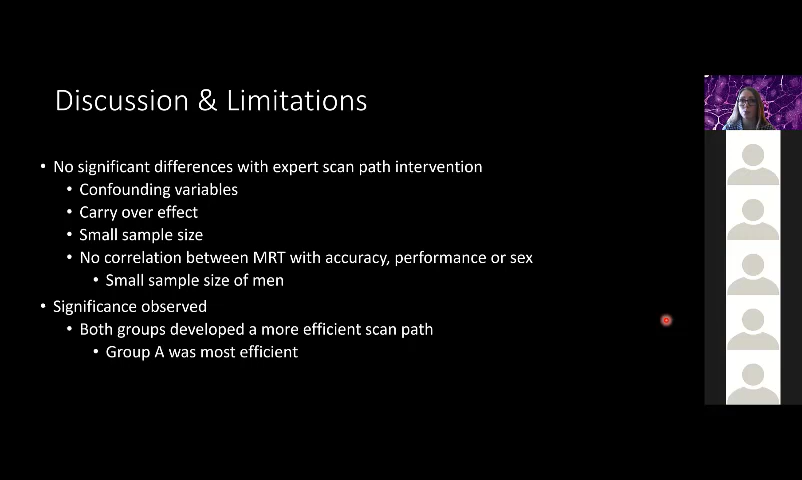 Discussion & Limitations
• No significant differences with expert scan path intervention
• Confounding variables
• Carry over effect
• Small sample size
• No correlation between MRT with accuracy, performance or sex
• Small sample size of men
• Significance observed
• Both groups developed a more efficient scan path
• Group A was most efficient